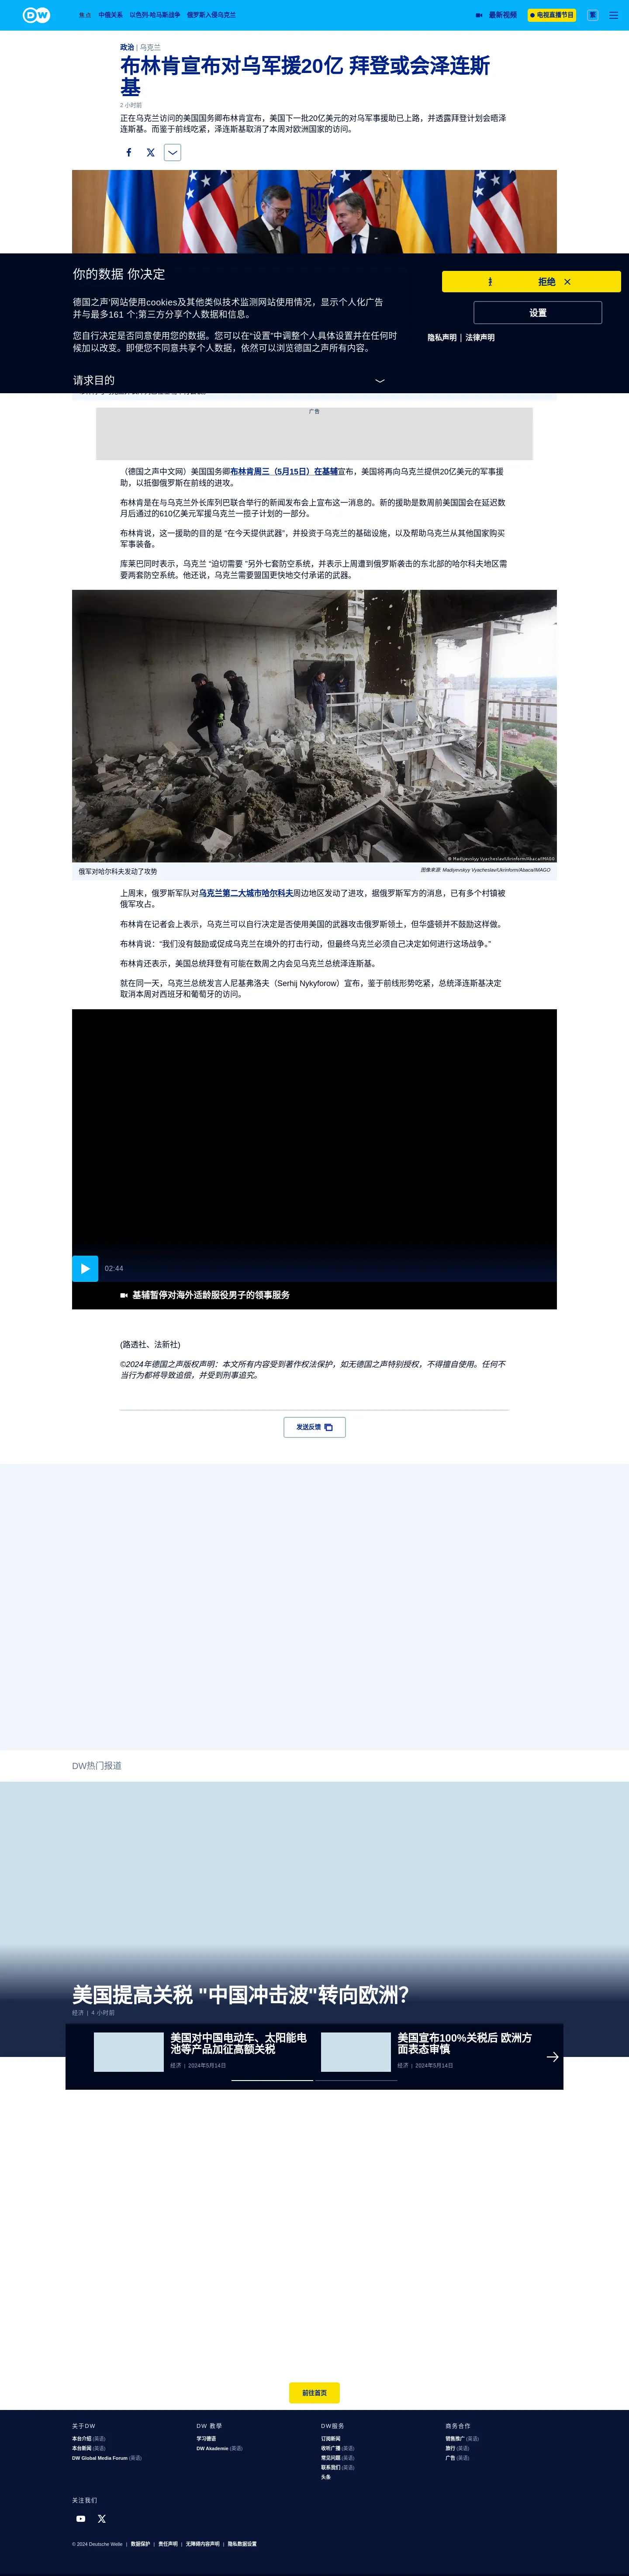 DW
焦点 中俄关系 以色列-哈马斯战争 俄罗斯入侵乌克兰
最新视频 电视直播节目 繁
政治 | 乌克兰
布林肯宣布对乌军援20亿 拜登或会泽连斯
基
2 小时前
正在乌克兰访问的美国国务卿布林肯宣布，美国下一批20亿美元的对乌军事援助已上路，并透露拜登计划会晤泽
连斯基。而鉴于前线吃紧，泽连斯基取消了本周对欧洲国家的访问。
你的数据 你决定
德国之声'网站使用cookies及其他类似技术监测网站使用情况，显示个人化广告
并与最多161 个;第三方分享个人数据和信息。
您自行决定是否同意使用您的数据。您可以在“设置”中调整个人具体设置并在任何时
候加以改变。即便您不同意共享个人数据，依然可以浏览德国之声所有内容。
请求目的
拒绝
设置
隐私声明 | 法律声明
广告
（德国之声中文网）美国国务卿布林肯周三（5月15日）在基辅宣布，美国将再向乌克兰提供20亿美元的军事援
助，以抵御俄罗斯在前线的进攻。
布林肯是在与乌克兰外长库列巴联合举行的新闻发布会上宣布这一消息的。新的援助是数周前美国国会在延迟数
月后通过的610亿美元军援乌克兰一揽子计划的一部分。
布林肯说，这一援助的目的是 “在今天提供武器”，并投资于乌克兰的基础设施，以及帮助乌克兰从其他国家购买
军事装备。
库莱巴同时表示，乌克兰 “迫切需要 ”另外七套防空系统，并表示上周遭到俄罗斯袭击的东北部的哈尔科夫地区需
要两套防空系统。他还说，乌克兰需要盟国更快地交付承诺的武器。
© Madiyevskyy Vyacheslav/Ukrinform/Abaca/IMAGO
俄军对哈尔科夫发动了攻势
图像来源: Madiyevskyy Vyacheslav/Ukrinform/Abaca/IMAGO
上周末，俄罗斯军队对乌克兰第二大城市哈尔科夫周边地区发动了进攻，据俄罗斯军方的消息，已有多个村镇被
俄军攻占。
布林肯在记者会上表示，乌克兰可以自行决定是否使用美国的武器攻击俄罗斯领土，但华盛顿并不鼓励这样做。
布林肯说：“我们没有鼓励或促成乌克兰在境外的打击行动，但最终乌克兰必须自己决定如何进行这场战争。”
布林肯还表示，美国总统拜登有可能在数周之内会见乌克兰总统泽连斯基。
就在同一天，乌克兰总统发言人尼基弗洛夫（Serhij Nykyforow）宣布，鉴于前线形势吃紧，总统泽连斯基决定
取消本周对西班牙和葡萄牙的访问。
02:44
基辅暂停对海外适龄服役男子的领事服务
(路透社、法新社)
©2024年德国之声版权声明：本文所有内容受到著作权法保护，如无德国之声特别授权，不得擅自使用。任何不
当行为都将导致追偿，并受到刑事追究。
发送反馈
DW热门报道
美国提高关税 "中国冲击波"转向欧洲？
经济 | 4 小时前
美国对中国电动车、太阳能电
池等产品加征高额关税
经济 | 2024年5月14日
美国宣布100%关税后 欧洲方
面表态审慎
经济 | 2024年5月14日
前往首页
关于DW
本台介绍 (英语)
本台新闻 (英语)
DW Global Media Forum (英语)
DW 教學
学习德语
DW Akademie (英语)
DW服务
订阅新闻
收听广播 (英语)
常见问题 (英语)
联系我们 (英语)
头条
商务合作
销售推广 (英语)
旅行 (英语)
广告 (英语)
关注我们
© 2024 Deutsche Welle | 数据保护 | 责任声明 | 无障碍内容声明 | 隐私数据设置